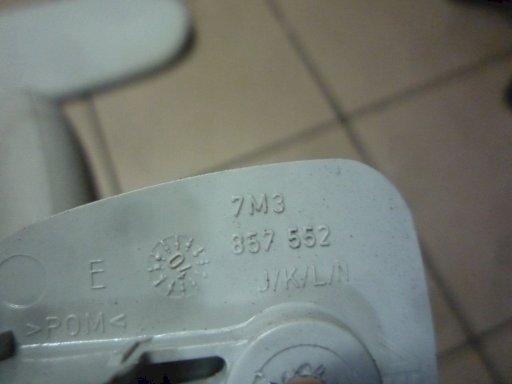 7M3
857 552
E
J/K/L/N
>POM<